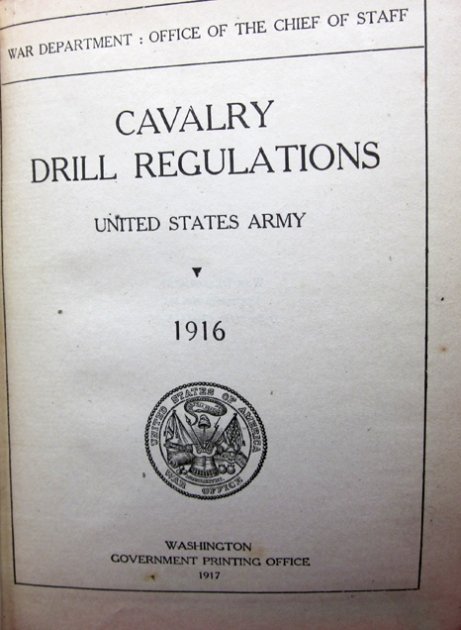 WAR DEPARTMENT : OFFICE OF THE CHIEF OF STAFF
CAVALRY
DRILL REGULATIONS
UNITED STATES ARMY
1916
UNITED STATES OF AMERICA
WAR OFFICE
WASHINGTON
GOVERNMENT PRINTING OFFICE
1917